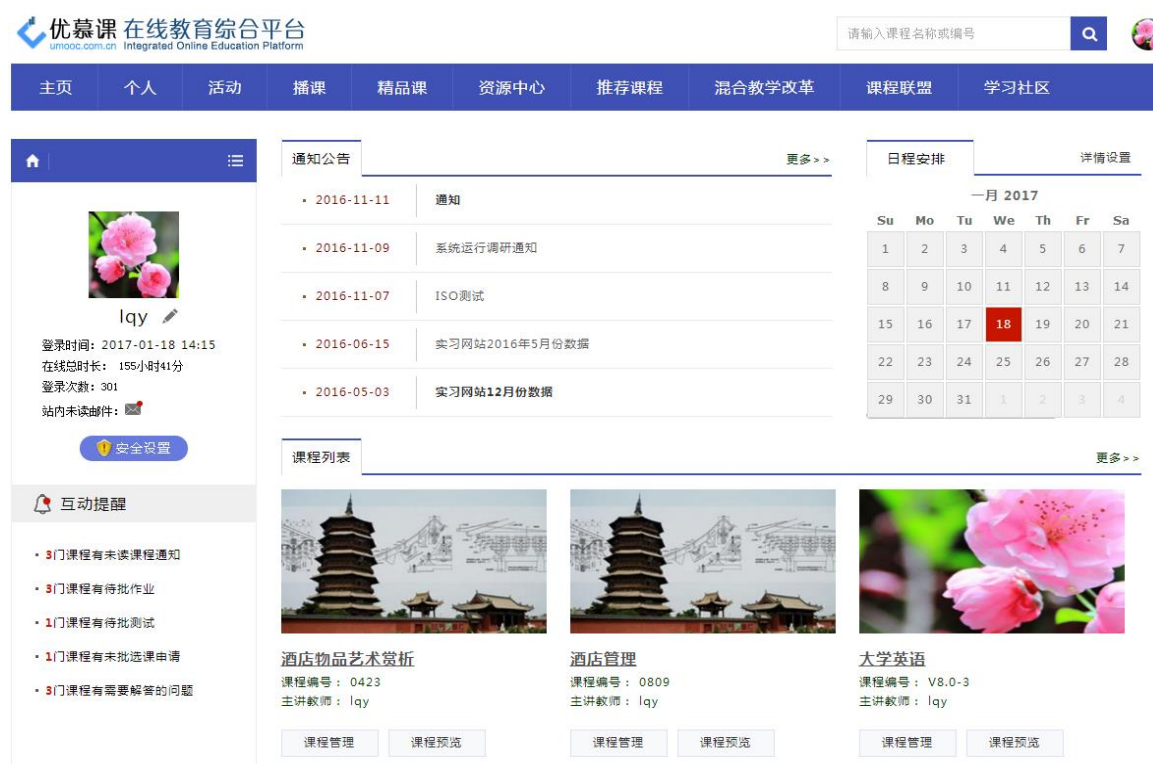 优慕课 在线教育综合平台
umooc.com.cn Integrated Online Education Platform
请输入课程名称或编号
主页 个人 活动 播课 精品课 资源中心 推荐课程 混合教学改革 课程联盟 学习社区
lqy
登录时间: 2017-01-18 14:15
在线总时长: 155小时41分
登录次数: 301
站内未读邮件:
安全设置
互动提醒
3门课程有未读课程通知
3门课程有待批作业
1门课程有待批测试
1门课程有未批选课申请
3门课程有需要解答的问题
通知公告 更多>>
2016-11-11 通知
2016-11-09 系统运行调研通知
2016-11-07 ISO测试
2016-06-15 实习网站2016年5月份数据
2016-05-03 实习网站12月份数据
日程安排 详情设置
一月 2017
Su Mo Tu We Th Fr Sa
1 2 3 4 5 6 7
8 9 10 11 12 13 14
15 16 17 18 19 20 21
22 23 24 25 26 27 28
29 30 31 1 2 3 4
课程列表 更多>>
酒店物品艺术赏析
课程编号: 0423
主讲教师: lqy
课程管理 课程预览
酒店管理
课程编号: 0809
主讲教师: lqy
课程管理 课程预览
大学英语
课程编号: V8.0-3
主讲教师: lqy
课程管理 课程预览